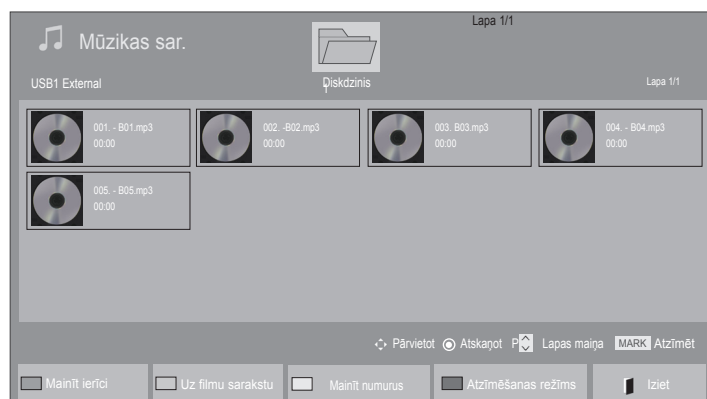 Lapa 1/1
Mūzikas sar.
USB1 External
Diskdzinis
Lapa 1/1
001. - B01.mp3
00:00
002. -B02.mp3
00:00
003. B03.mp3
00:00
004. - B04.mp3
00:00
005. - B05.mp3
00:00
Pārvietot Atskaņot P Lapas maiņa MARK Atzīmēt
Mainīt ierīci Uz filmu sarakstu Mainīt numurus Atzīmēšanas režīms Iziet